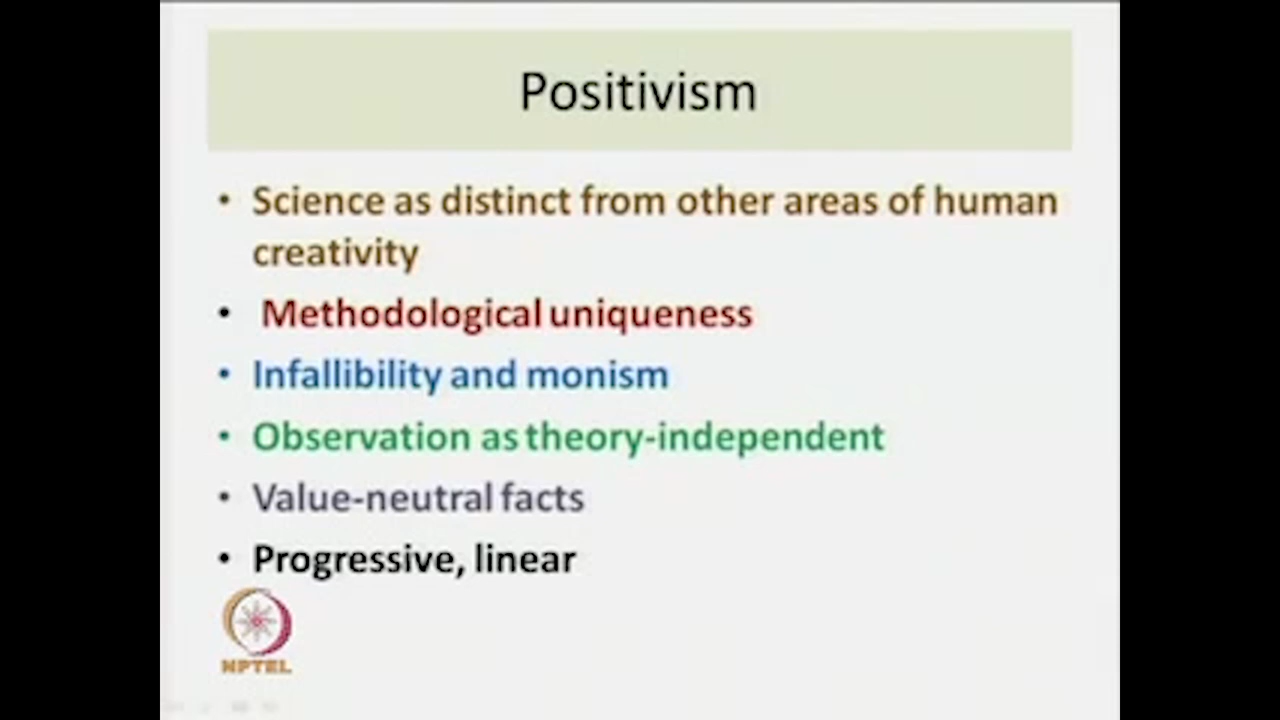 Positivism
• Science as distinct from other areas of human
creativity
• Methodological uniqueness
• Infallibility and monism
• Observation as theory-independent
• Value-neutral facts
• Progressive, linear
NPTEL